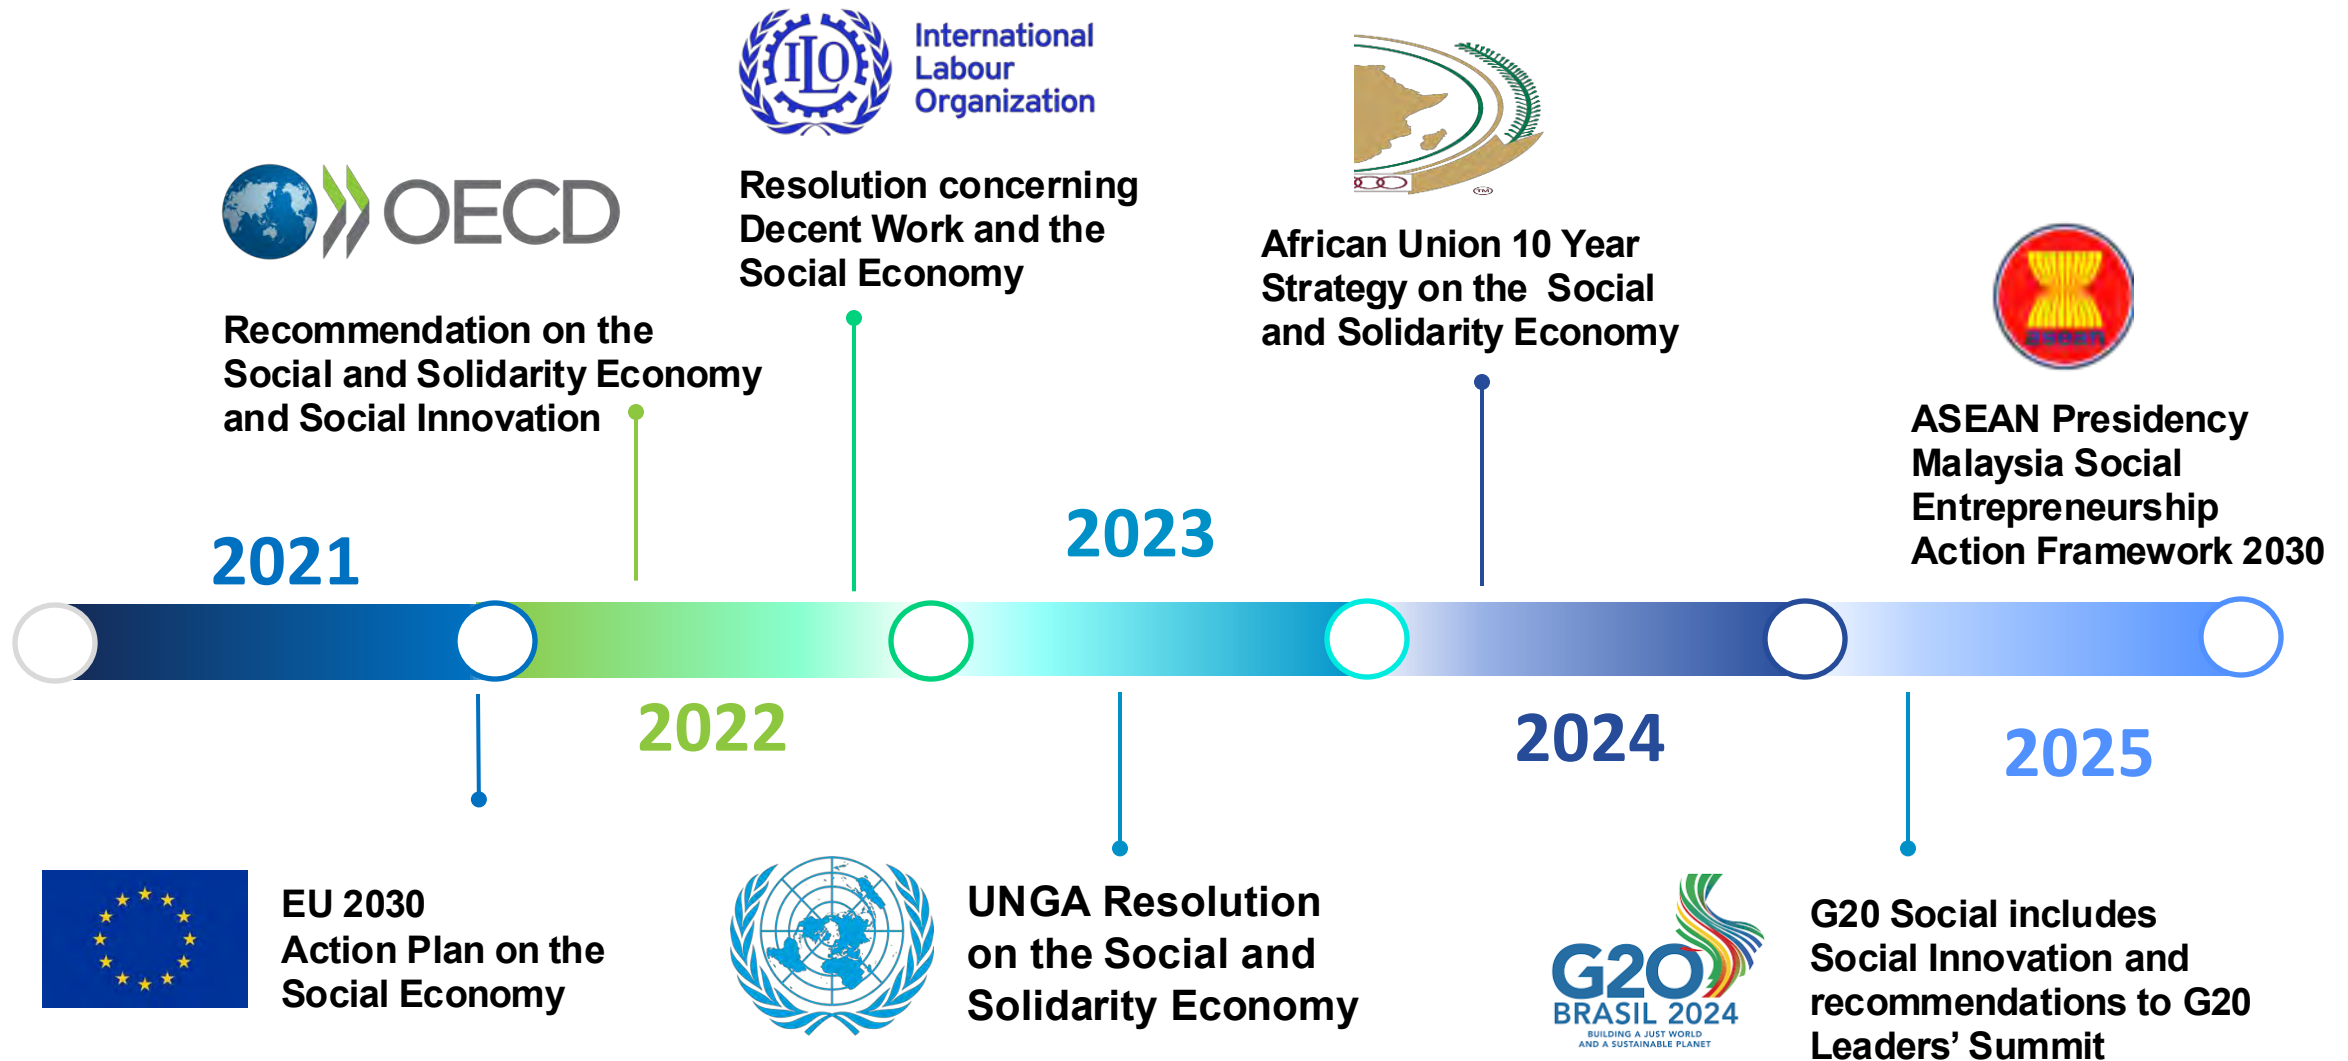 ILO
International
Labour
Organization
Resolution concerning
Decent Work and the
Social Economy
OECD
Recommendation on the
Social and Solidarity Economy
and Social Innovation
TM
African Union 10 Year
Strategy on the  Social
and Solidarity Economy
asean
ASEAN Presidency
Malaysia Social
Entrepreneurship
Action Framework 2030
2021
2022
2023
2024
2025
EU 2030
Action Plan on the
Social Economy
UNGA Resolution
on the Social and
Solidarity Economy
G20
BRASIL 2024
BUILDING A JUST WORLD
AND A SUSTAINABLE PLANET
G20 Social includes
Social Innovation and
recommendations to G20
Leaders’ Summit